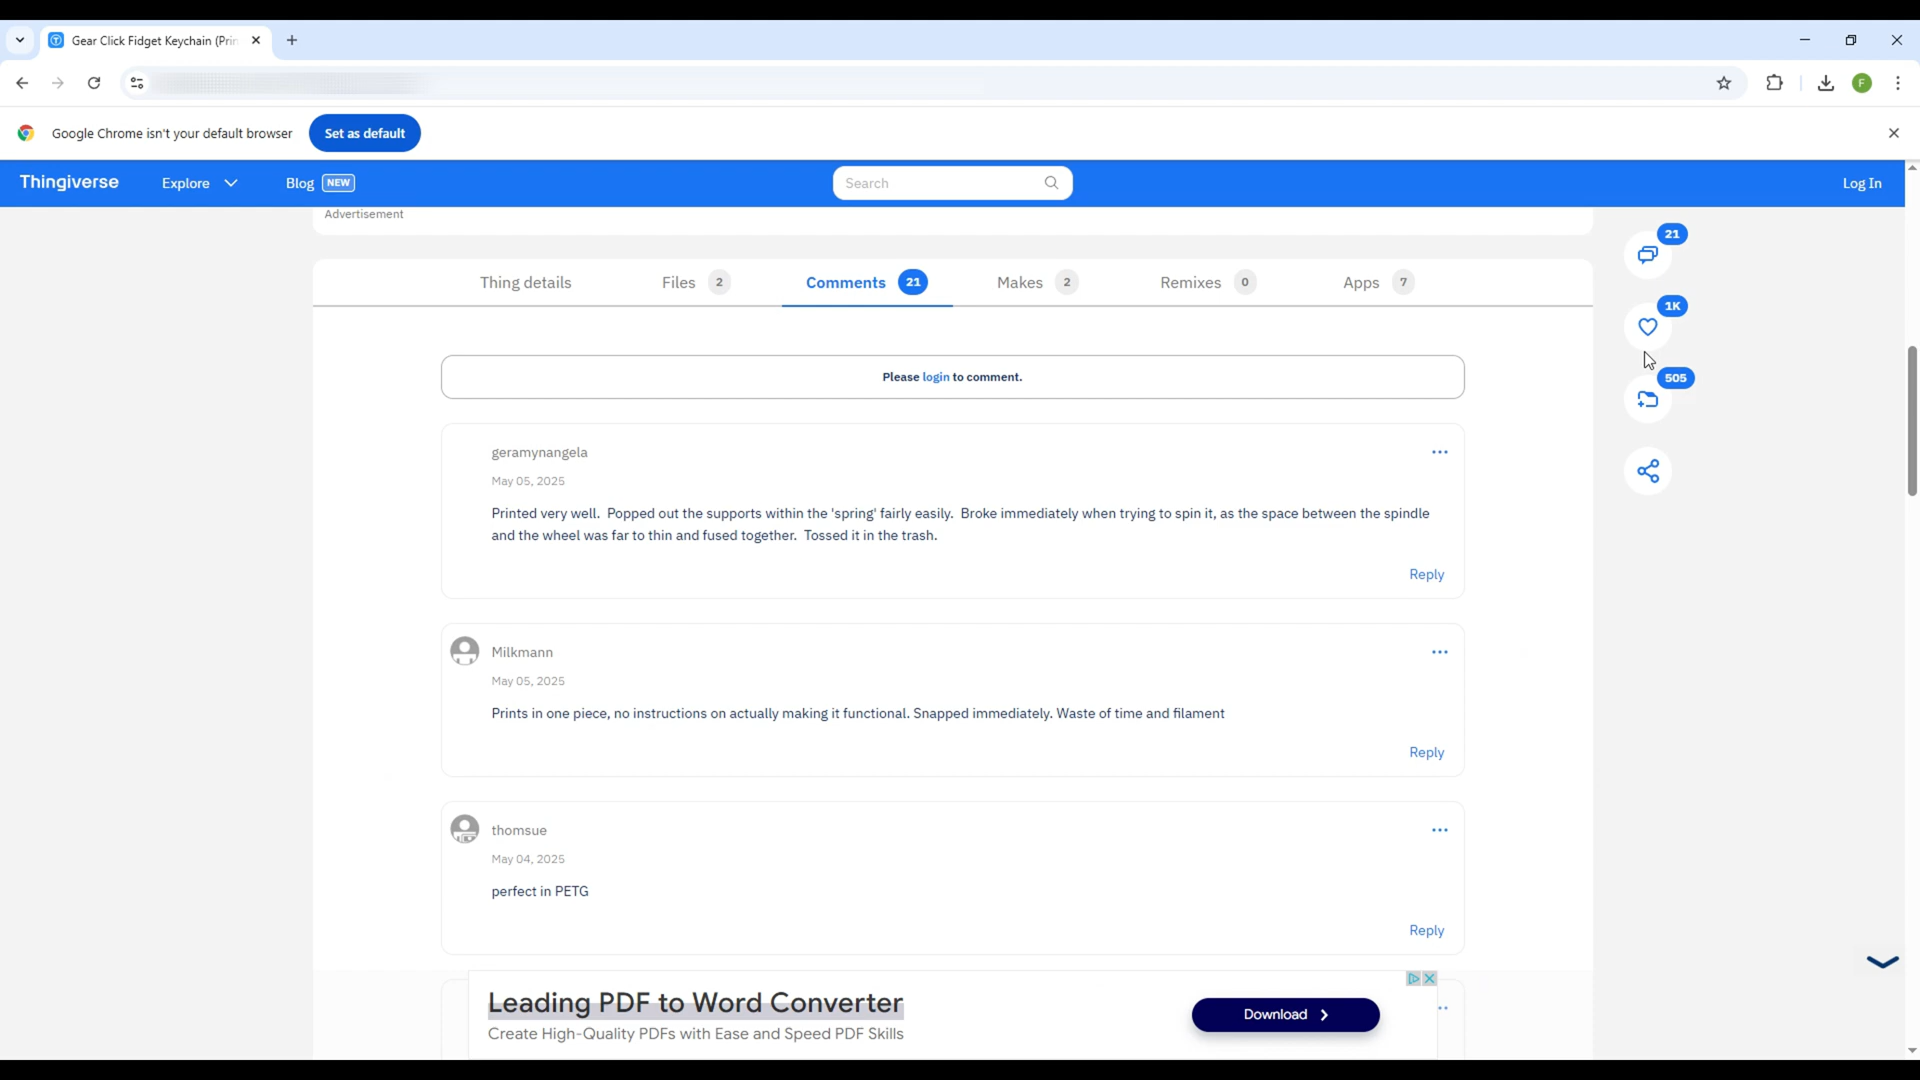 Gear Click Fidget Keychain (Prin
Google Chrome isn't your default browser
Set as default
F
Thingiverse
Explore
Blog
NEW
Search
Log In
Advertisement
Thing details
Files 2
Comments 21
Makes 2
Remixes 0
Apps 7
21
1K
505
Please login to comment.
geramynangela
May 05, 2025
Printed very well. Popped out the supports within the 'spring' fairly easily. Broke immediately when trying to spin it, as the space between the spindle
and the wheel was far to thin and fused together. Tossed it in the trash.
Reply
Milkmann
May 05, 2025
Prints in one piece, no instructions on actually making it functional. Snapped immediately. Waste of time and filament
Reply
thomsue
May 04, 2025
perfect in PETG
Reply
Leading PDF to Word Converter
Create High-Quality PDFs with Ease and Speed PDF Skills
Download